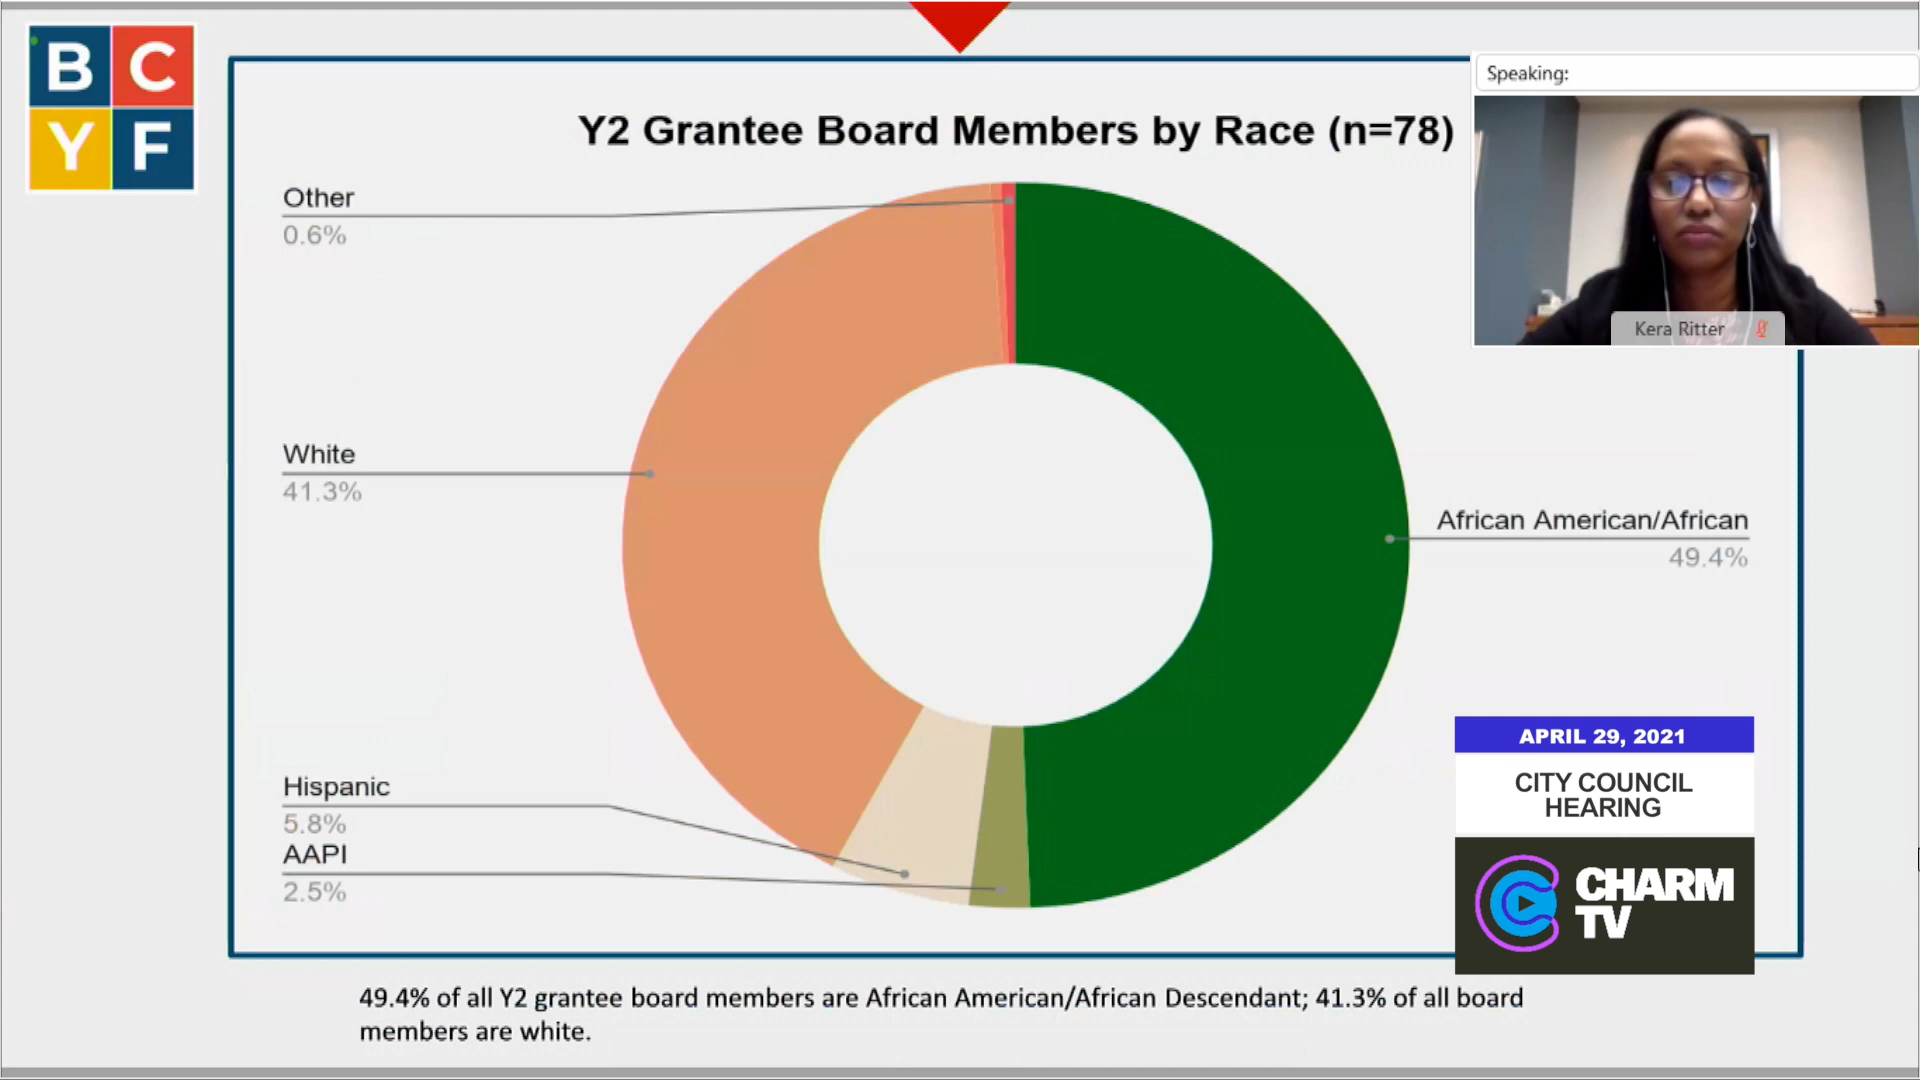 B C
Y F
Speaking:
Kera Ritter
Y2 Grantee Board Members by Race (n=78)
Other
0.6%
White
41.3%
African American/African
49.4%
Hispanic
5.8%
AAPI
2.5%
APRIL 29, 2021
CITY COUNCIL
HEARING
CHARM
TV
49.4% of all Y2 grantee board members are African American/African Descendant; 41.3% of all board
members are white.